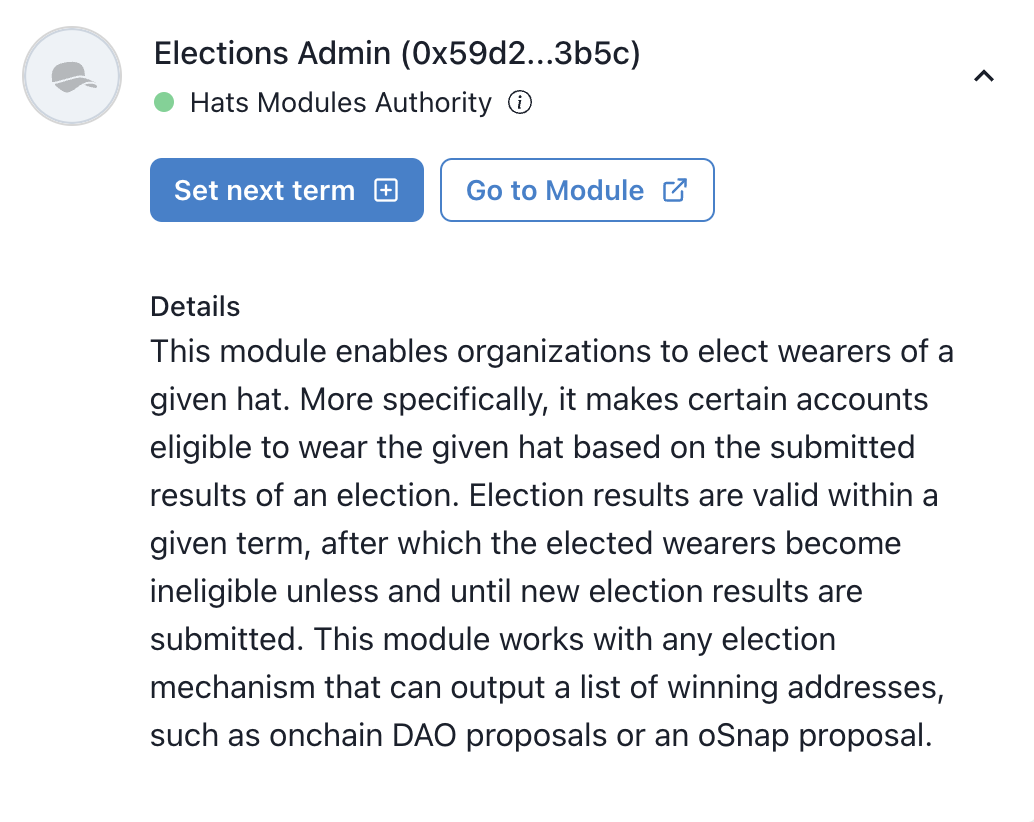 Elections Admin (0x59d2...3b5c)
Hats Modules Authority
Set next term
Go to Module
Details
This module enables organizations to elect wearers of a
given hat. More specifically, it makes certain accounts
eligible to wear the given hat based on the submitted
results of an election. Election results are valid within a
given term, after which the elected wearers become
ineligible unless and until new election results are
submitted. This module works with any election
mechanism that can output a list of winning addresses,
such as onchain DAO proposals or an oSnap proposal.